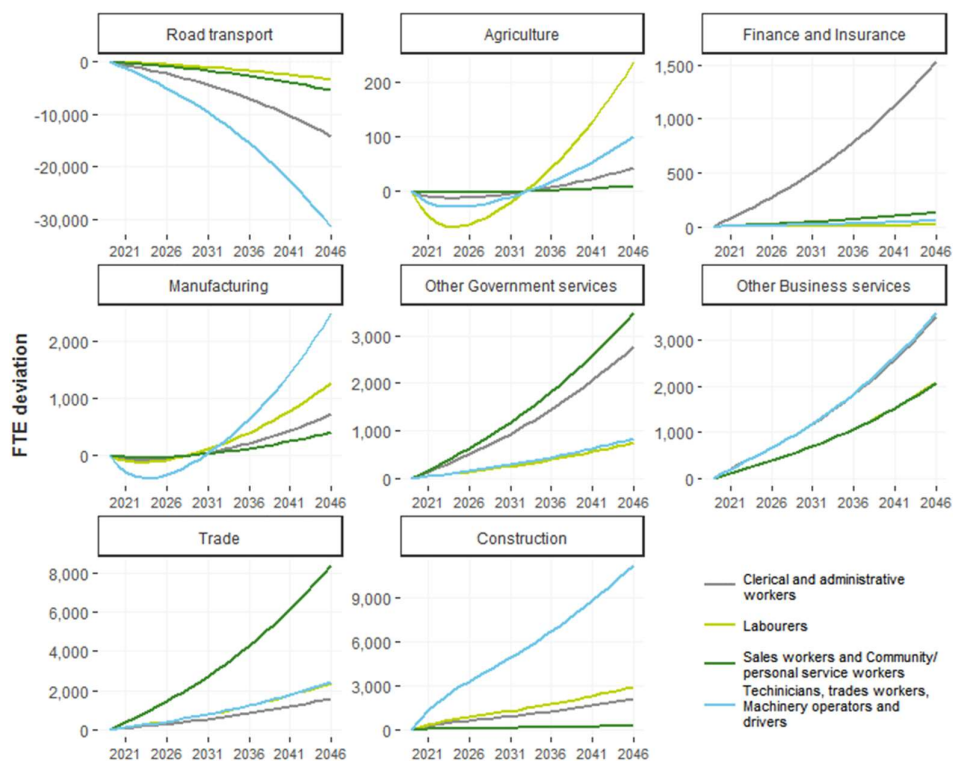 Road transport
Agriculture
Finance and Insurance
0
-10,000
-20,000
-30,000
200
100
0
1,500
1,000
500
0
2021 2026 2031 2036 2041 2046
2021 2026 2031 2036 2041 2046
2021 2026 2031 2036 2041 2046
Manufacturing
Other Government services
Other Business services
FTE deviation
2,000
1,000
0
3,000
2,000
1,000
0
3,000
2,000
1,000
0
2021 2026 2031 2036 2041 2046
2021 2026 2031 2036 2041 2046
2021 2026 2031 2036 2041 2046
Trade
Construction
8,000
6,000
4,000
2,000
0
9,000
6,000
3,000
0
2021 2026 2031 2036 2041 2046
2021 2026 2031 2036 2041 2046
Clerical and administrative
workers
Labourers
Sales workers and Community/
personal service workers
Techinicians, trades workers,
Machinery operators and
drivers